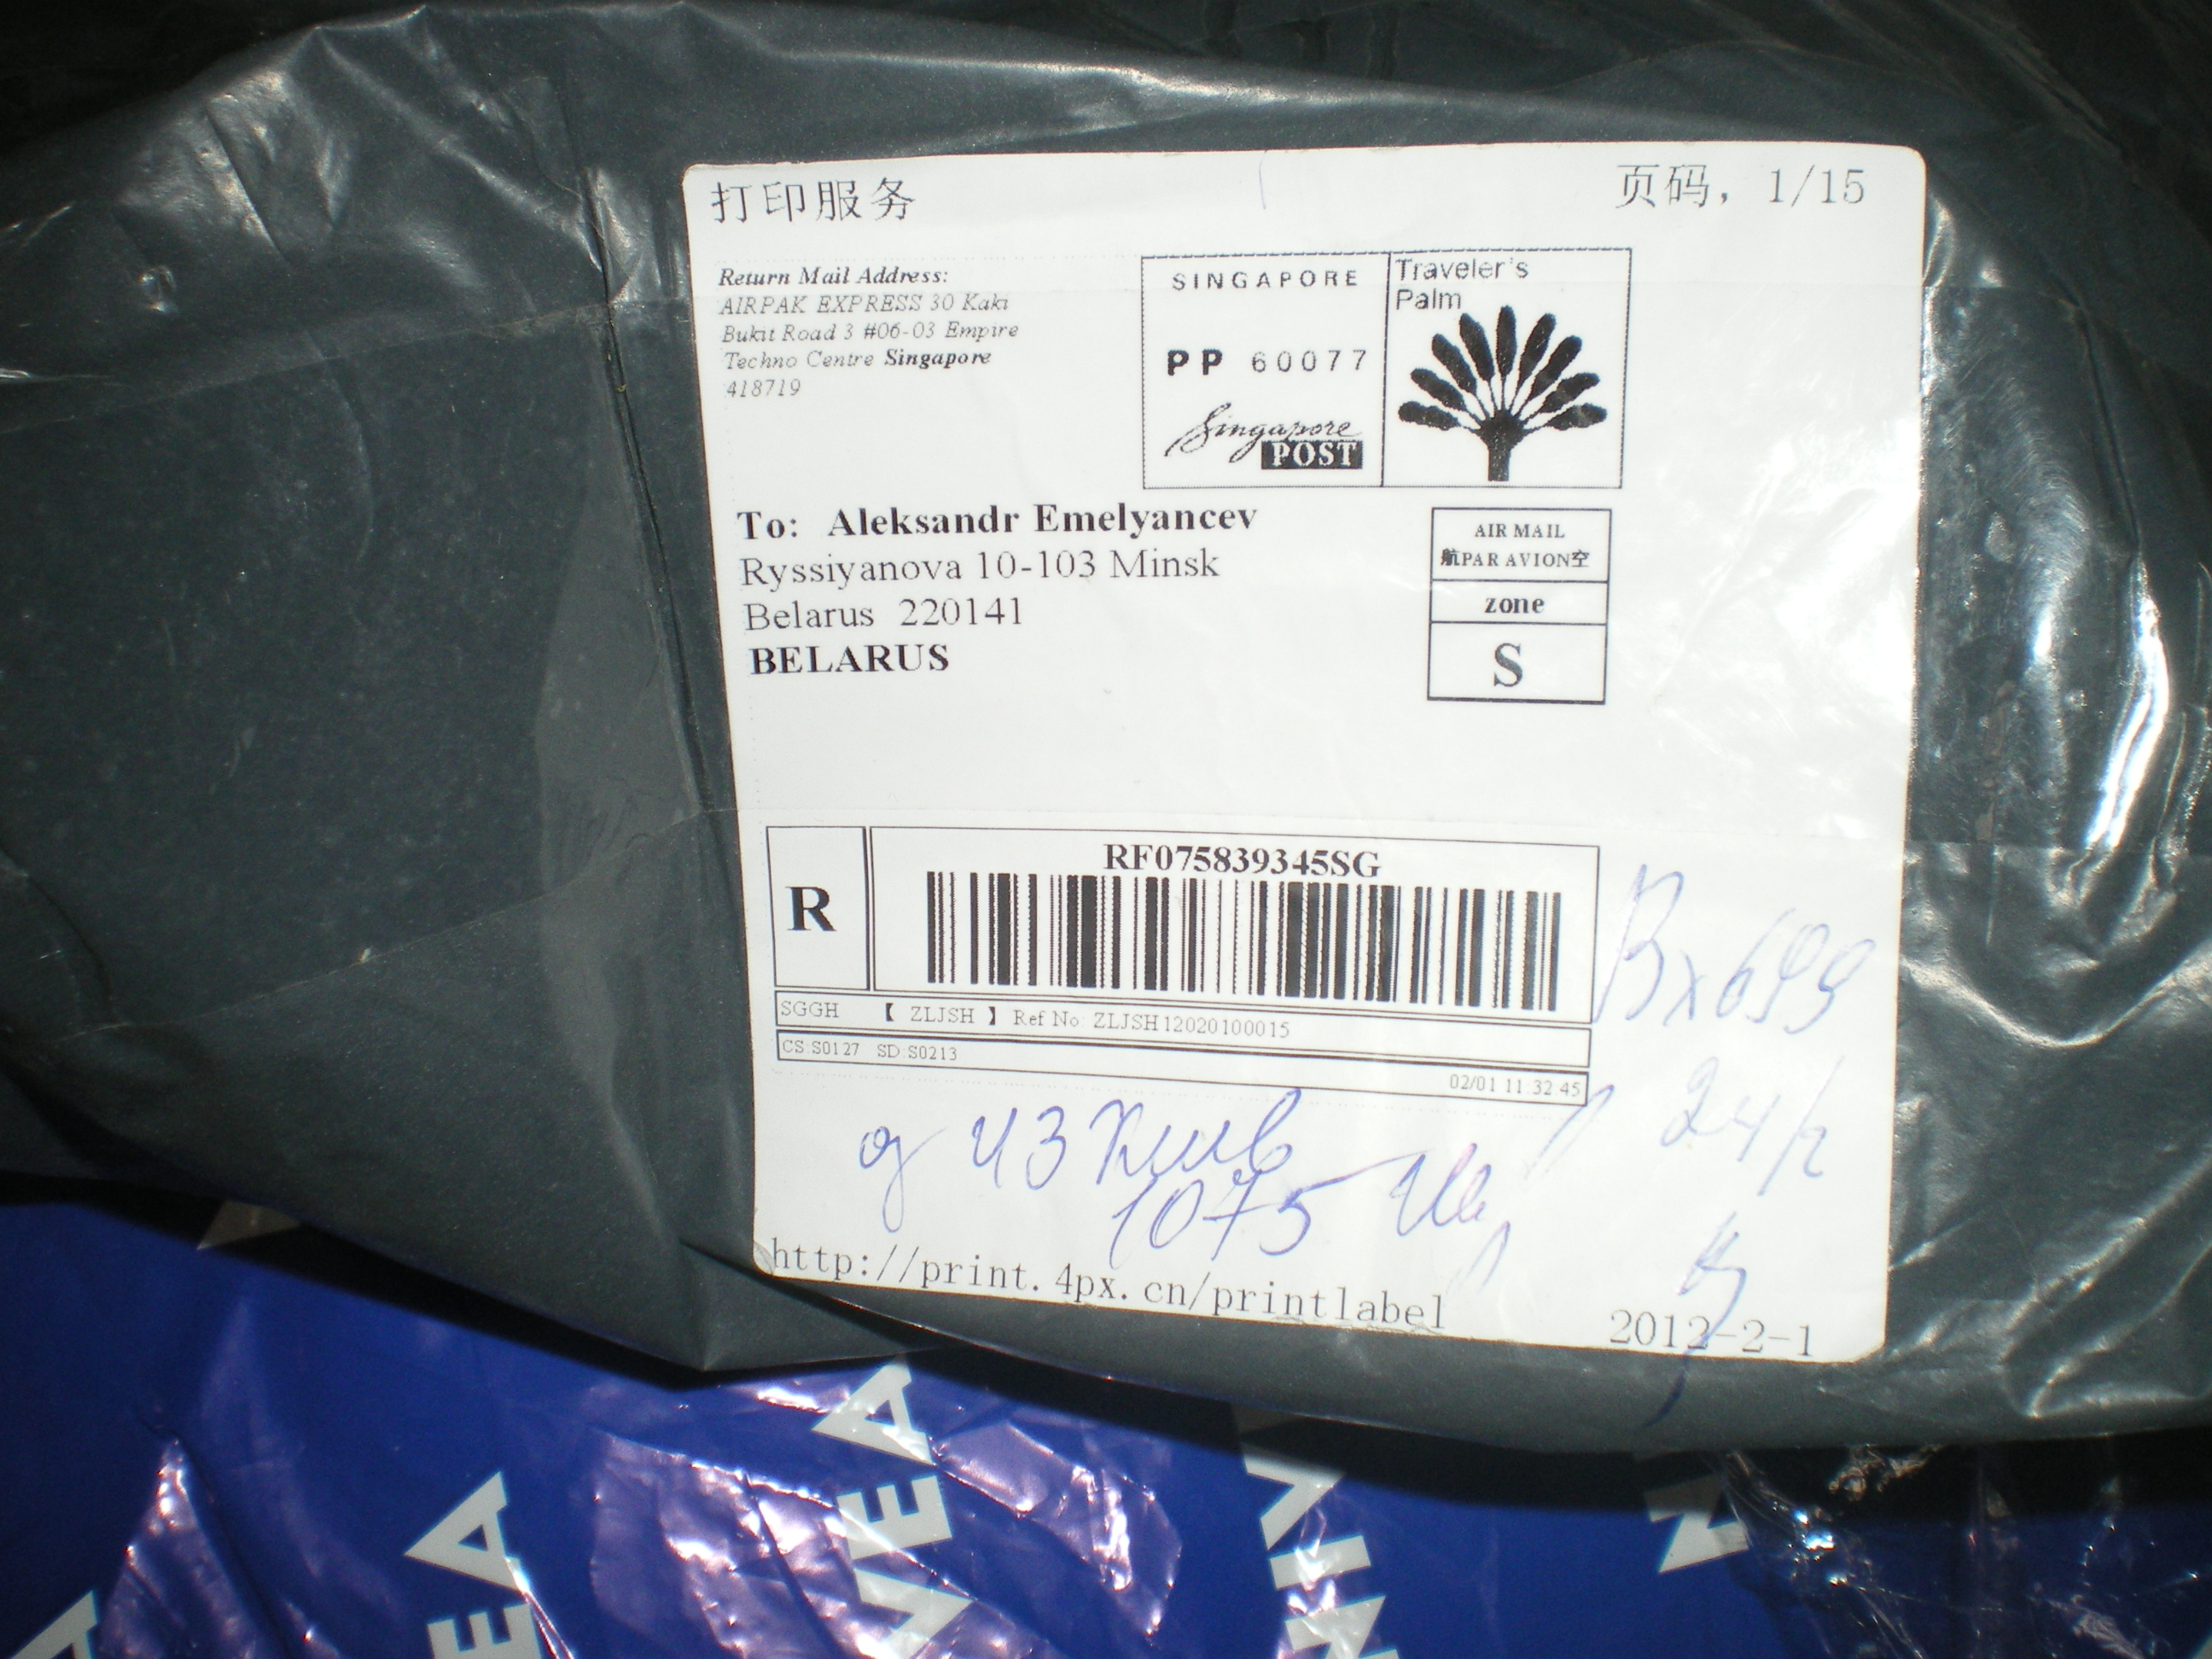 打印服务
页码, 1/15
Return Mail Address:
AIRPAK EXPRESS 30 Kaki
Bukit Road 3 #06-03 Empire
Techno Centre Singapore
418719
SINGAPORE
PP 60077
Singapore
POST
Traveler's
Palm
To: Aleksandr Emelyancev
Ryssiyanova 10-103 Minsk
Belarus 220141
BELARUS
AIR MAIL
航PAR AVION空
zone
S
R
RF075839345SG
SGGH 【 ZLJSH 】 Ref No: ZLJSH12020100015
CS:S0127 SD:S0213
02/01 11:32:45
Вх699
24/2
1075
http://print.4px.cn/printlabel
2012-2-1